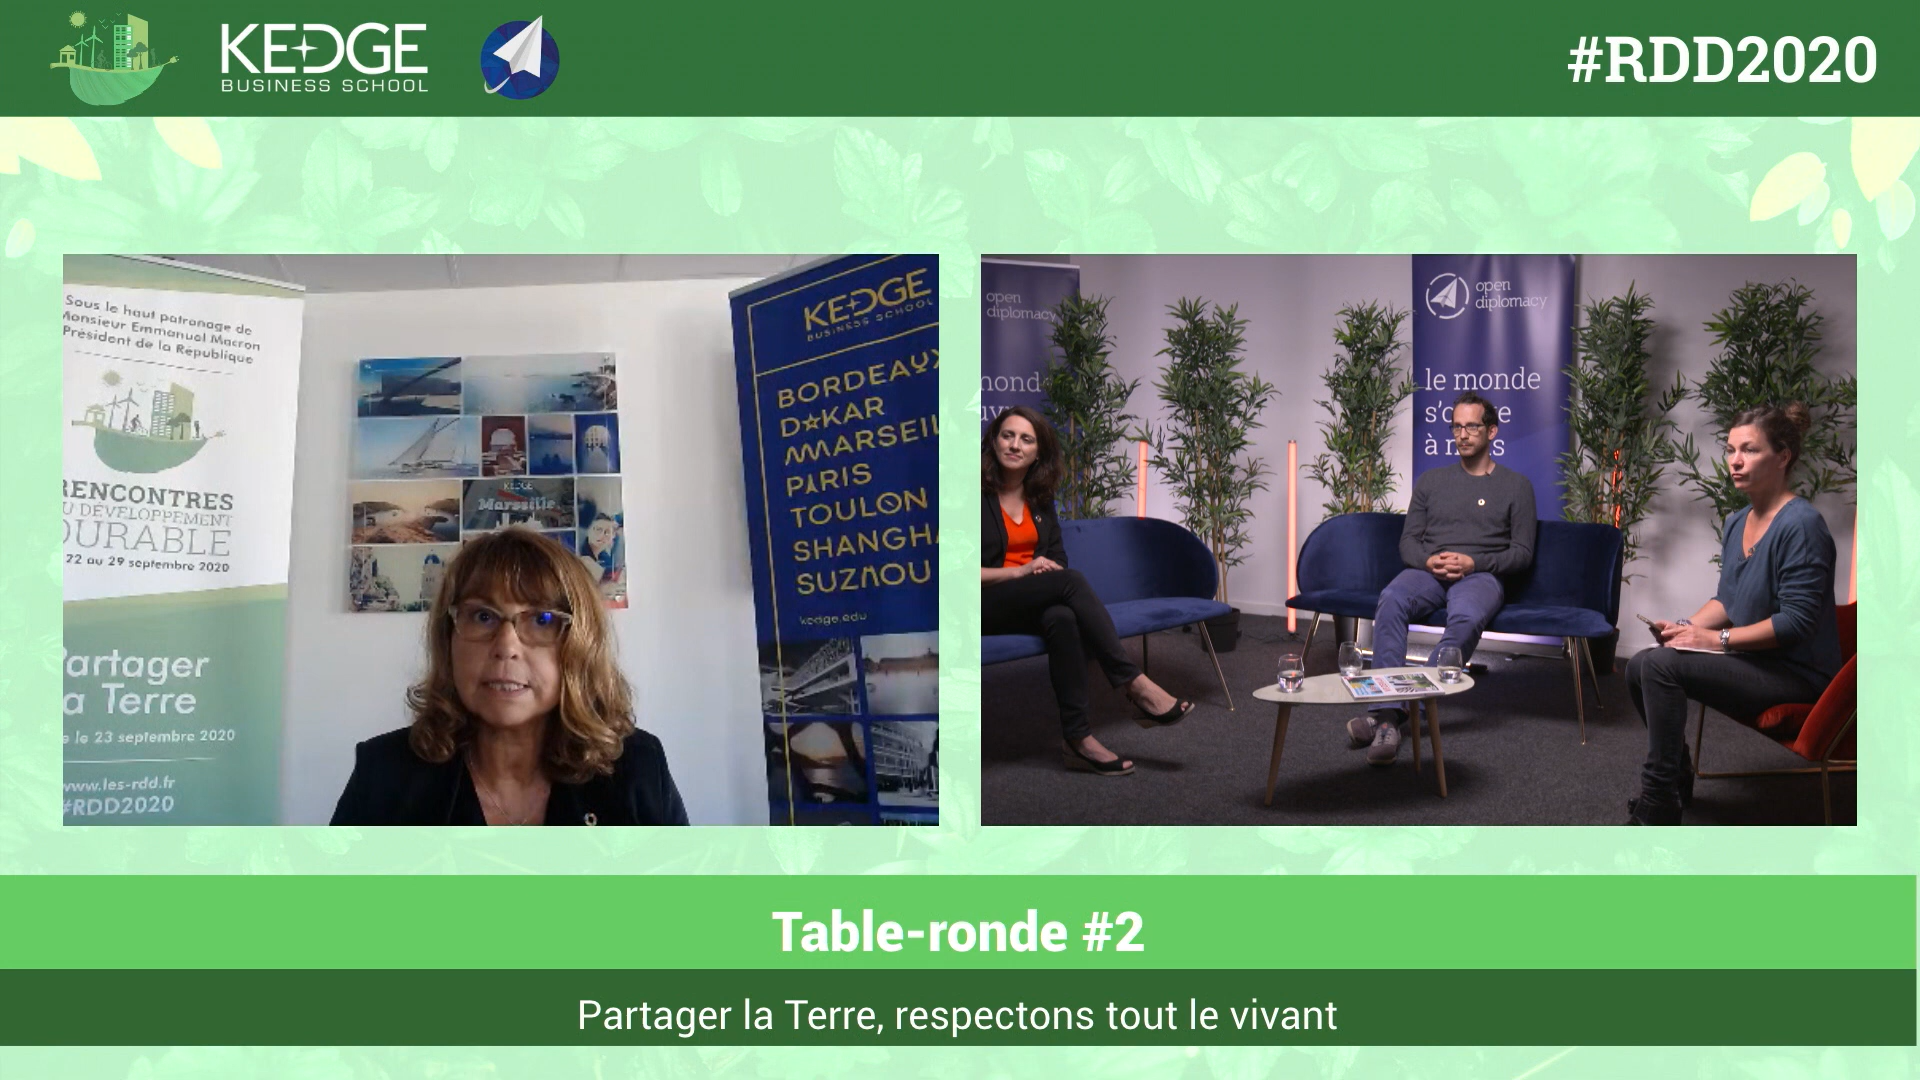 KEDGE
BUSINESS SCHOOL
#RDD2020
Sous le haut patronage de
Monsieur Emmanuel Macron
Président de la République
RENCONTRES
DU DÉVELOPPEMENT
DURABLE
22 au 29 septembre 2020
Partager
la Terre
le 23 septembre 2020
www.les-rdd.fr
#RDD2020
KEDGE
Marseille
KEDGE
BUSINESS SCHOOL
BORDEAUX
DAKAR
MARSEIL
PARIS
TOULON
SHANGHA
SUZHOU
kedge.edu
open
diplomacy
open
diplomacy
le monde
Table-ronde #2
Partager la Terre, respectons tout le vivant